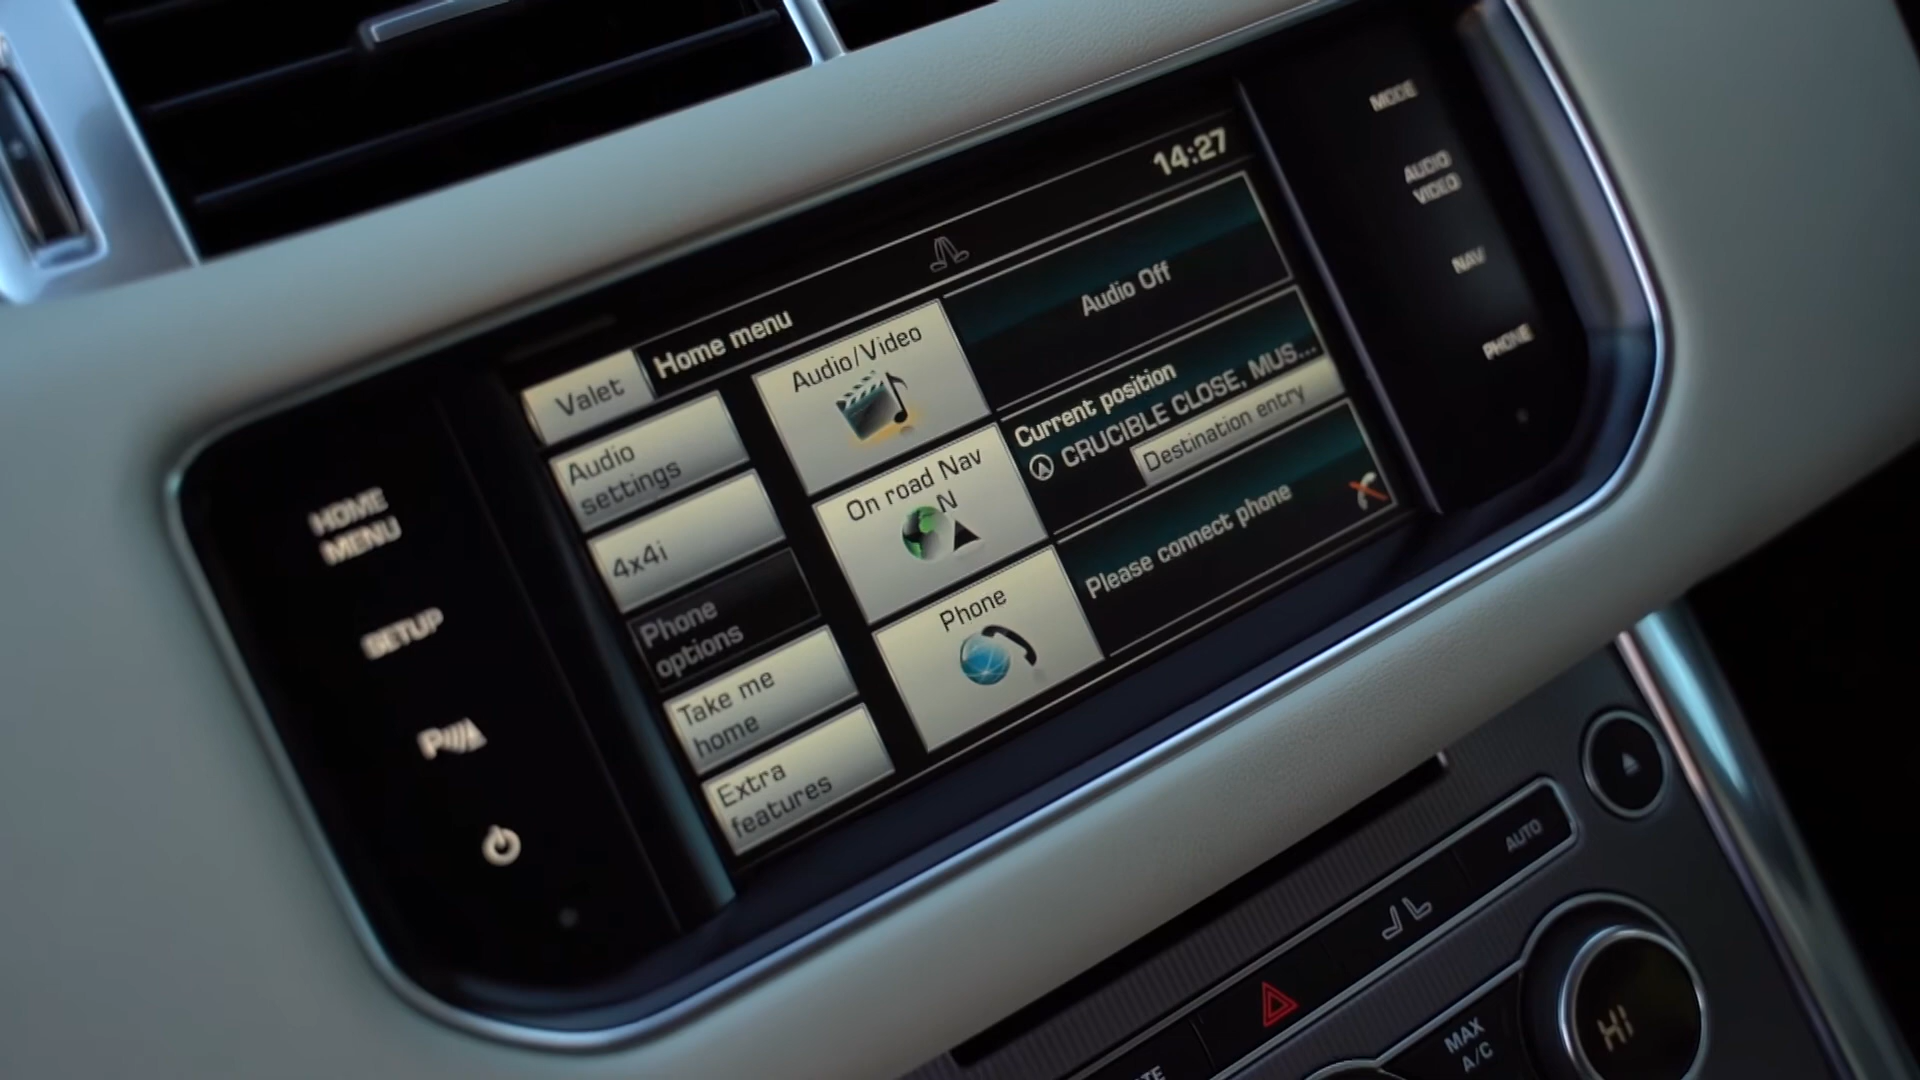 14:27
Home menu
Valet
Audio
settings
4x4i
Phone
options
Take me
home
Extra
features
Audio/Video
On road Nav
N
Phone
Audio Off
Current position
CRUCIBLE CLOSE, MUS...
Destination entry
Please connect phone
HOME
MENU
SETUP
P
MODE
AUDIO
VIDEO
NAV
PHONE
AUTO
MAX
A/C
HI